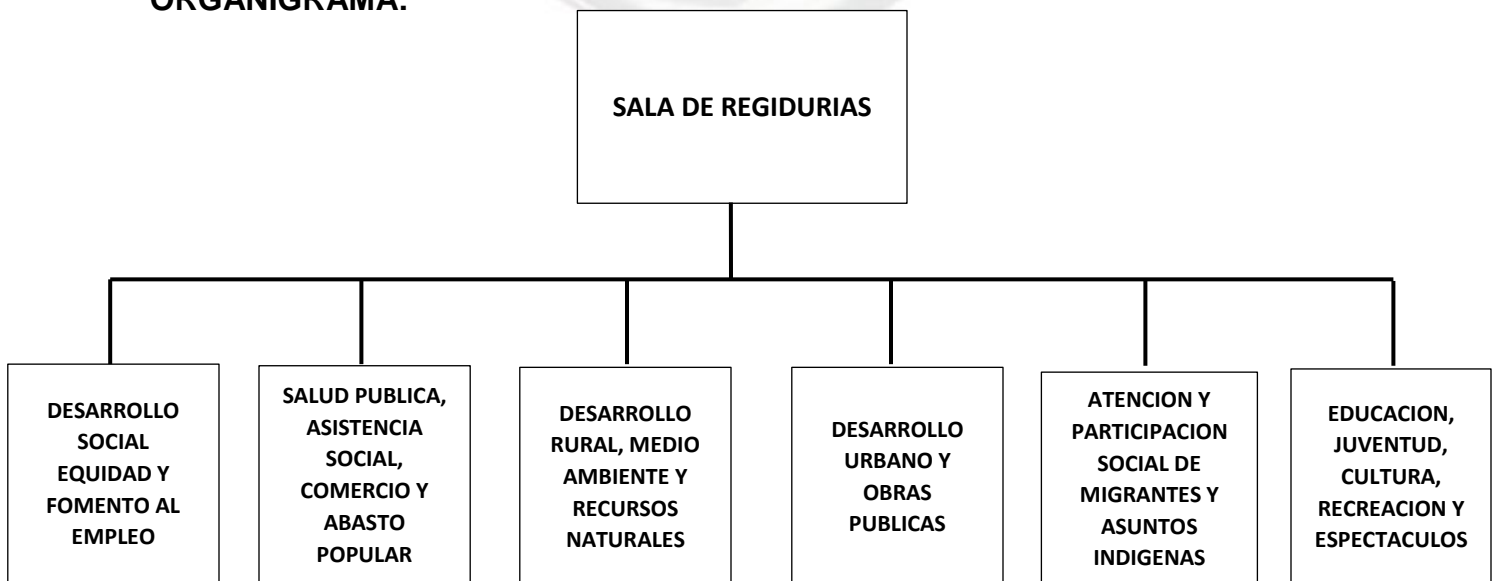 ORGANIGRAMA.
SALA DE REGIDURIAS
DESARROLLO
SOCIAL
EQUIDAD Y
FOMENTO AL
EMPLEO
SALUD PUBLICA,
ASISTENCIA
SOCIAL,
COMERCIO Y
ABASTO
POPULAR
DESARROLLO
RURAL, MEDIO
AMBIENTE Y
RECURSOS
NATURALES
DESARROLLO
URBANO Y
OBRAS
PUBLICAS
ATENCION Y
PARTICIPACION
SOCIAL DE
MIGRANTES Y
ASUNTOS
INDIGENAS
EDUCACION,
JUVENTUD,
CULTURA,
RECREACION Y
ESPECTACULOS